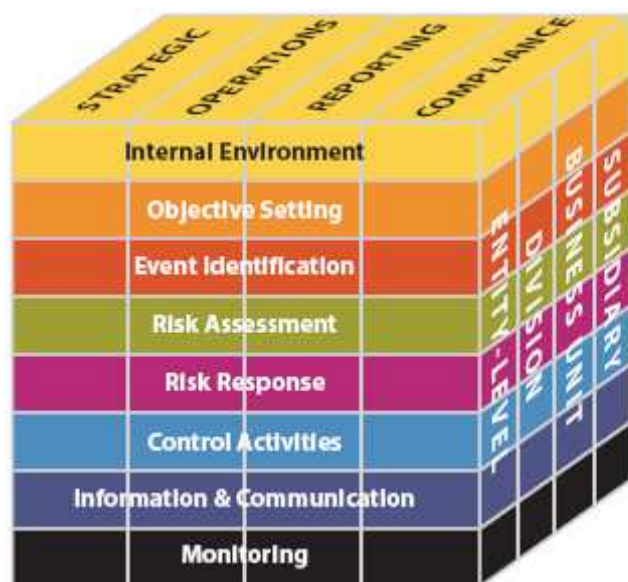 STRATEGIC
OPERATIONS
REPORTING
COMPLIANCE
Internal Environment
Objective Setting
Event Identification
Risk Assessment
Risk Response
Control Activities
Information & Communication
Monitoring
ENTITY-LEVEL
DIVISION
BUSINESS UNIT
SUBSIDIARY